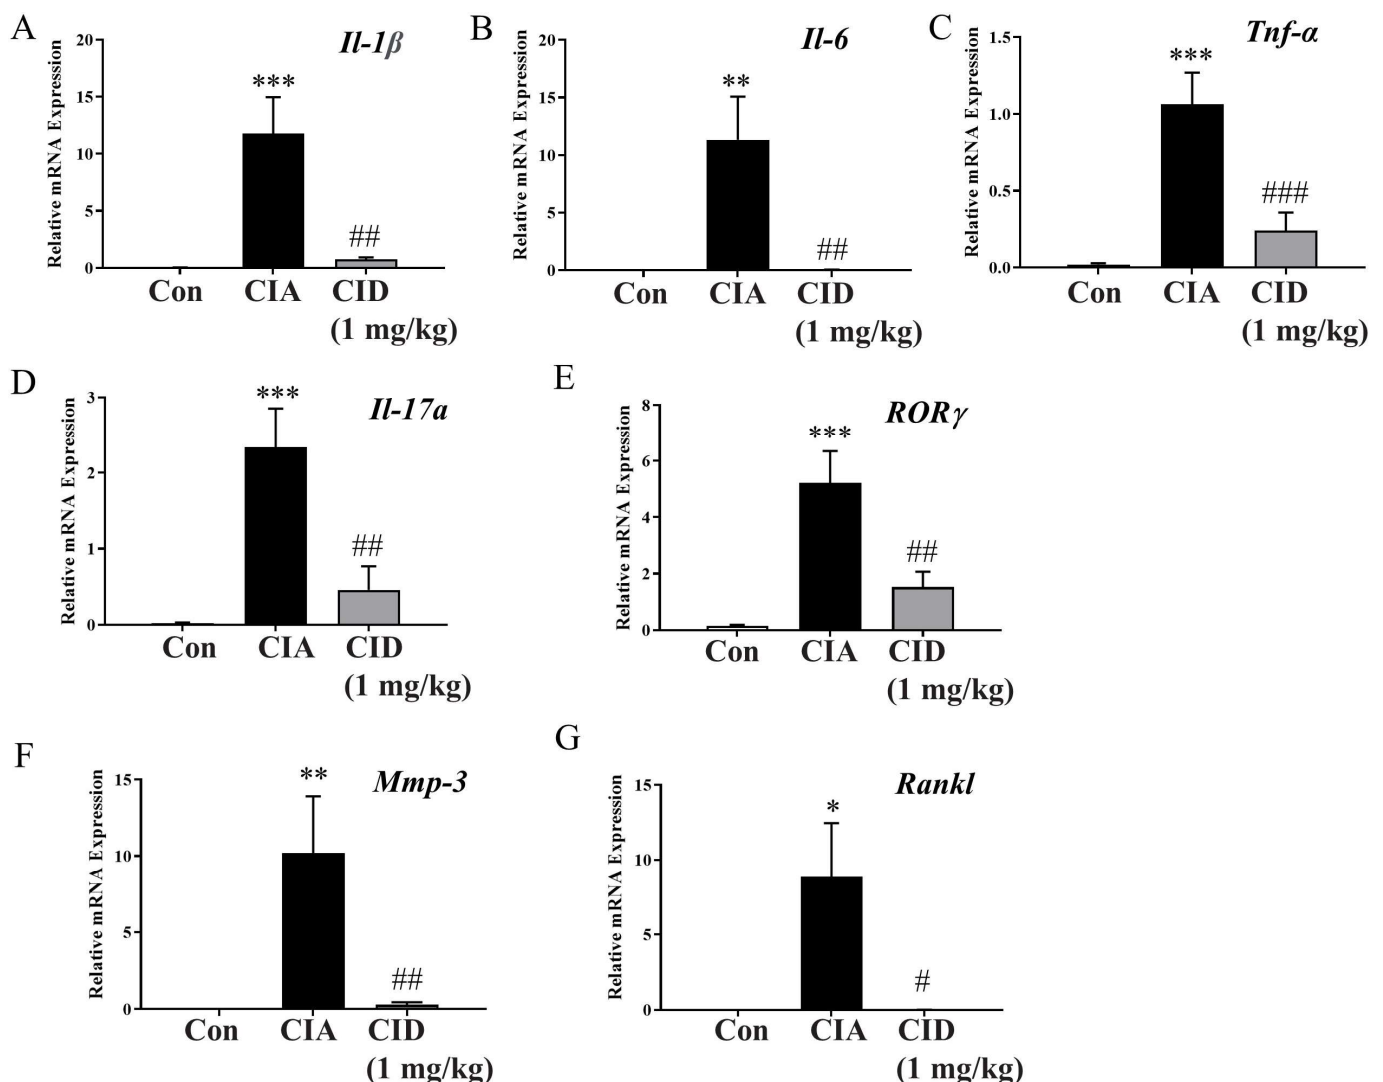 A
Il-1β
Relative mRNA Expression
20
15
10
5
0
***
##
Con CIA CID
(1 mg/kg)
B
Il-6
Relative mRNA Expression
20
15
10
5
0
**
##
Con CIA CID
(1 mg/kg)
C
Tnf-α
Relative mRNA Expression
1.5
1.0
0.5
0.0
***
###
Con CIA CID
(1 mg/kg)
D
Il-17a
Relative mRNA Expression
3
2
1
0
***
##
Con CIA CID
(1 mg/kg)
E
RORγ
Relative mRNA Expression
8
6
4
2
0
***
##
Con CIA CID
(1 mg/kg)
F
Mmp-3
Relative mRNA Expression
15
10
5
0
**
##
Con CIA CID
(1 mg/kg)
G
Rankl
Relative mRNA Expression
15
10
5
0
*
#
Con CIA CID
(1 mg/kg)